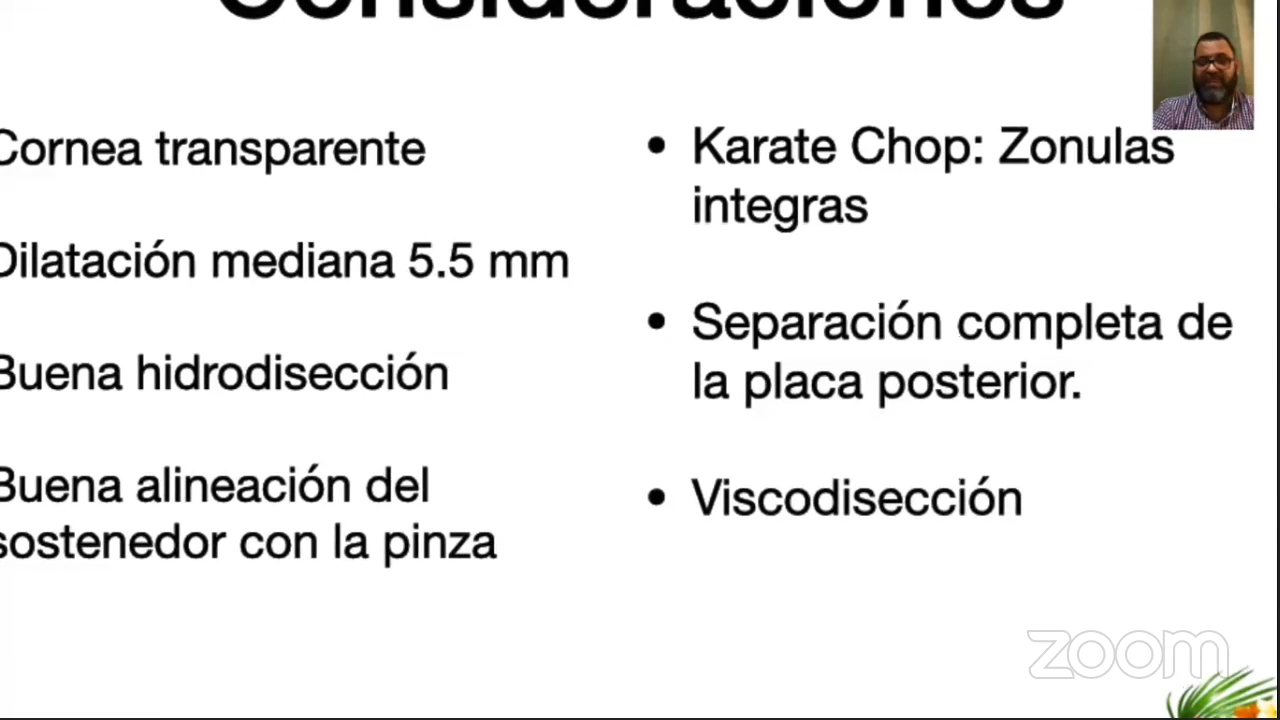 Consideraciones
Cornea transparente
Dilatación mediana 5.5 mm
Buena hidrodisección
Buena alineación del
sostenedor con la pinza
• Karate Chop: Zonulas
integras
• Separación completa de
la placa posterior.
• Viscodisección
zoom